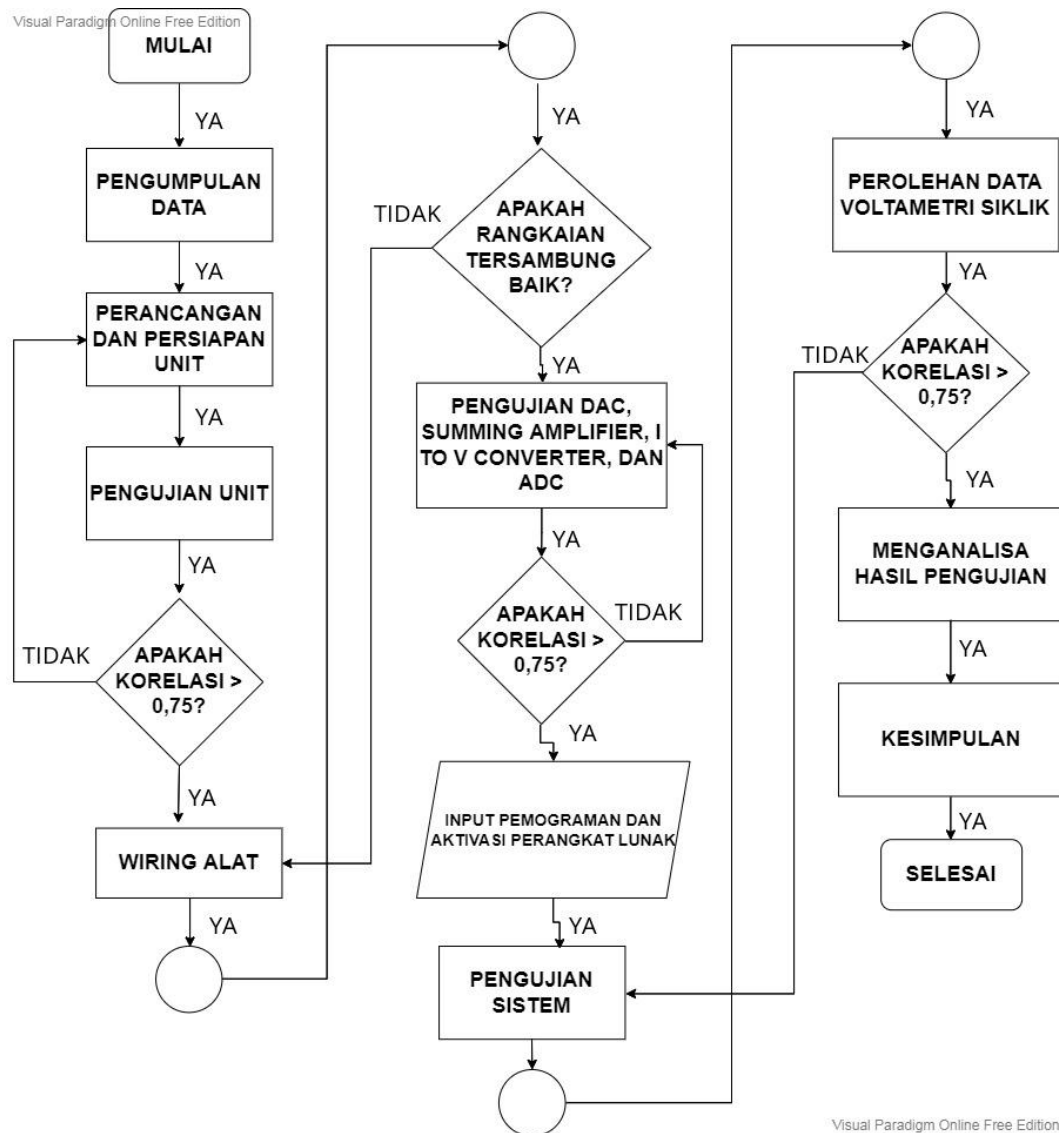 Visual Paradigm Online Free Edition
MULAI
YA
PENGUMPULAN
DATA
YA
PERANCANGAN
DAN PERSIAPAN
UNIT
YA
PENGUJIAN UNIT
YA
TIDAK
APAKAH
KORELASI >
0,75?
YA
WIRING ALAT
YA
YA
TIDAK
APAKAH
RANGKAIAN
TERSAMBUNG
BAIK?
YA
PENGUJIAN DAC,
SUMMING AMPLIFIER, I
TO V CONVERTER, DAN
ADC
YA
APAKAH
KORELASI >
0,75?
TIDAK
YA
INPUT PEMOGRAMAN DAN
AKTIVASI PERANGKAT LUNAK
YA
PENGUJIAN
SISTEM
YA
PEROLEHAN DATA
VOLTAMETRI SIKLIK
YA
TIDAK
APAKAH
KORELASI >
0,75?
YA
MENGANALISA
HASIL PENGUJIAN
YA
KESIMPULAN
YA
SELESAI
Visual Paradigm Online Free Edition